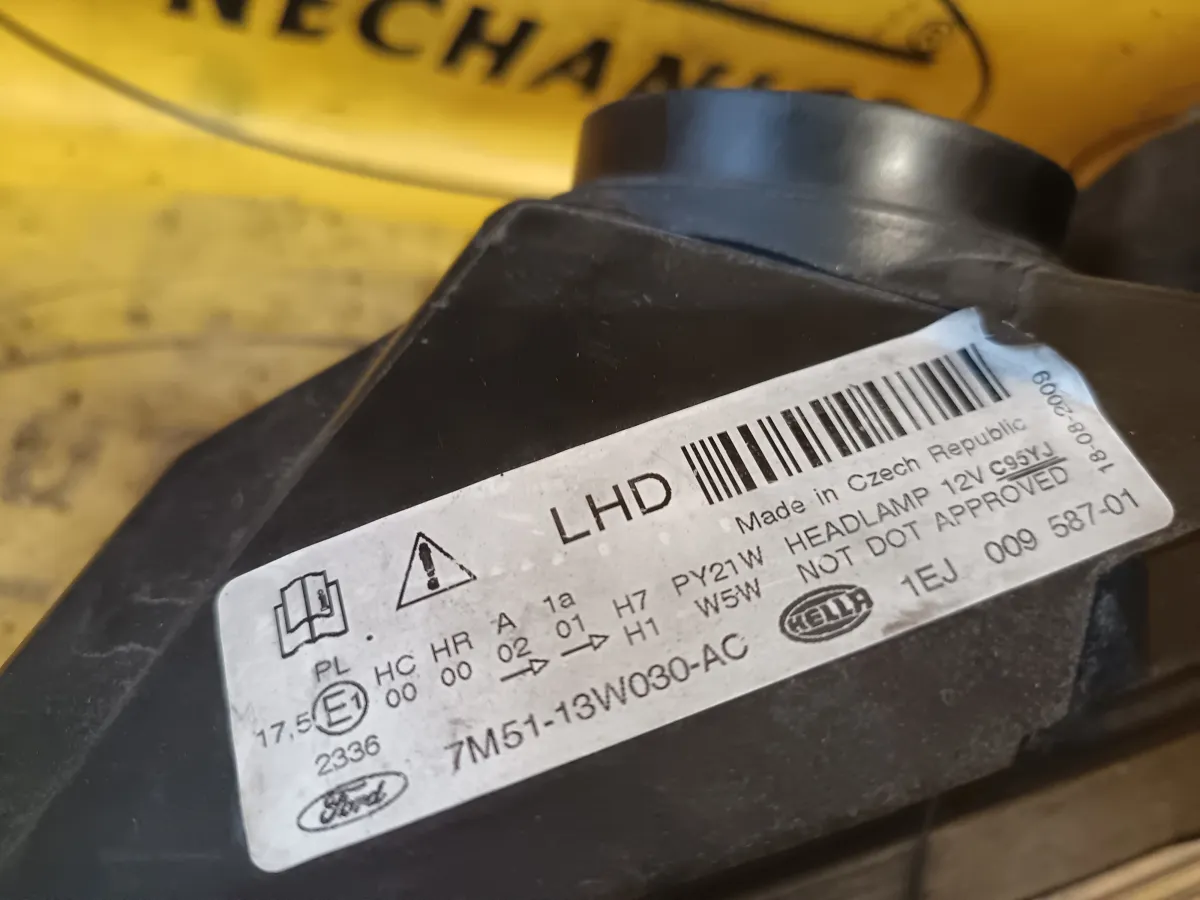 NECHAN
LHD
18-08-2009
Made in Czech Republic
HEADLAMP 12V C95YJ
NOT DOT APPROVED
PL HC HR A 1a H7 PY21W
17,5 E1 00 00 02 01 H1 W5W
2336
HELLA 1EJ 009 587-01
Ford 7M51-13W030-AC